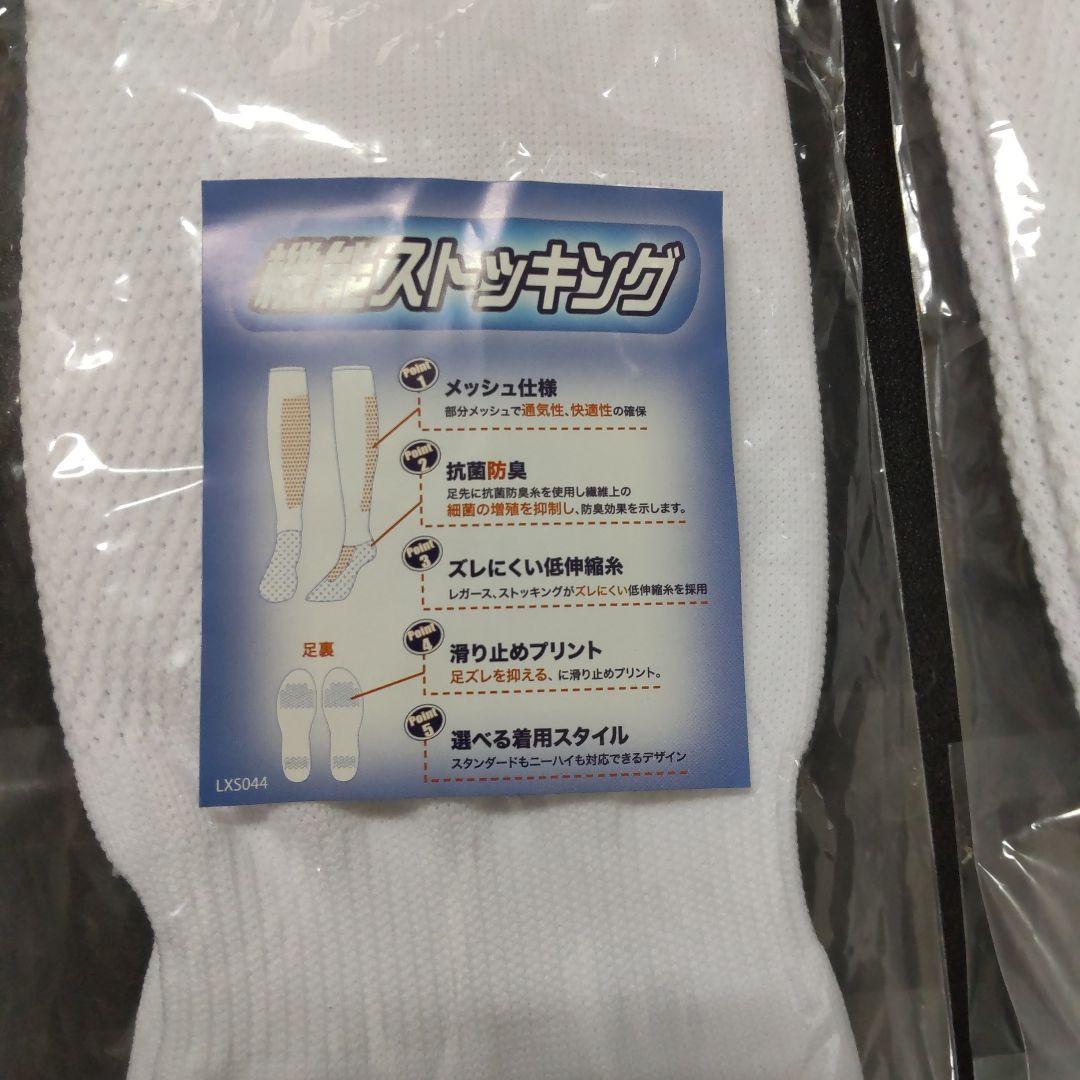 機能ストッキング
Point 1
メッシュ仕様
部分メッシュで通気性、快適性の確保
Point 2
抗菌防臭
足先に抗菌防臭糸を使用し繊維上の
細菌の増殖を抑制し、防臭効果を示します。
Point 3
ズレにくい低伸縮糸
レガース、ストッキングがズレにくい低伸縮糸を採用
足裏
Point 4
滑り止めプリント
足ズレを抑える、に滑り止めプリント。
Point 5
選べる着用スタイル
スタンダードもニーハイも対応できるデザイン
LXS044